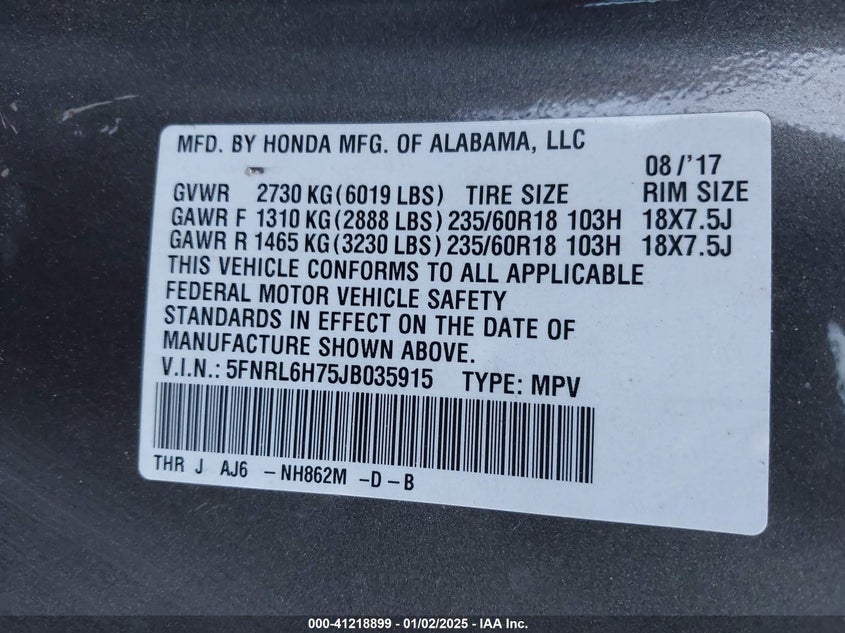 MFD. BY HONDA MFG. OF ALABAMA, LLC
08/'17
GVWR 2730 KG(6019 LBS) TIRE SIZE RIM SIZE
GAWR F 1310 KG(2888 LBS) 235/60R18 103H 18X7.5J
GAWR R 1465 KG(3230 LBS) 235/60R18 103H 18X7.5J
THIS VEHICLE CONFORMS TO ALL APPLICABLE
FEDERAL MOTOR VEHICLE SAFETY
STANDARDS IN EFFECT ON THE DATE OF
MANUFACTURE SHOWN ABOVE.
V.I.N.: 5FNRL6H75JB035915 TYPE: MPV
THR J AJ6 - NH862M - D - B
000-41218899 - 01/02/2025 - IAA Inc.